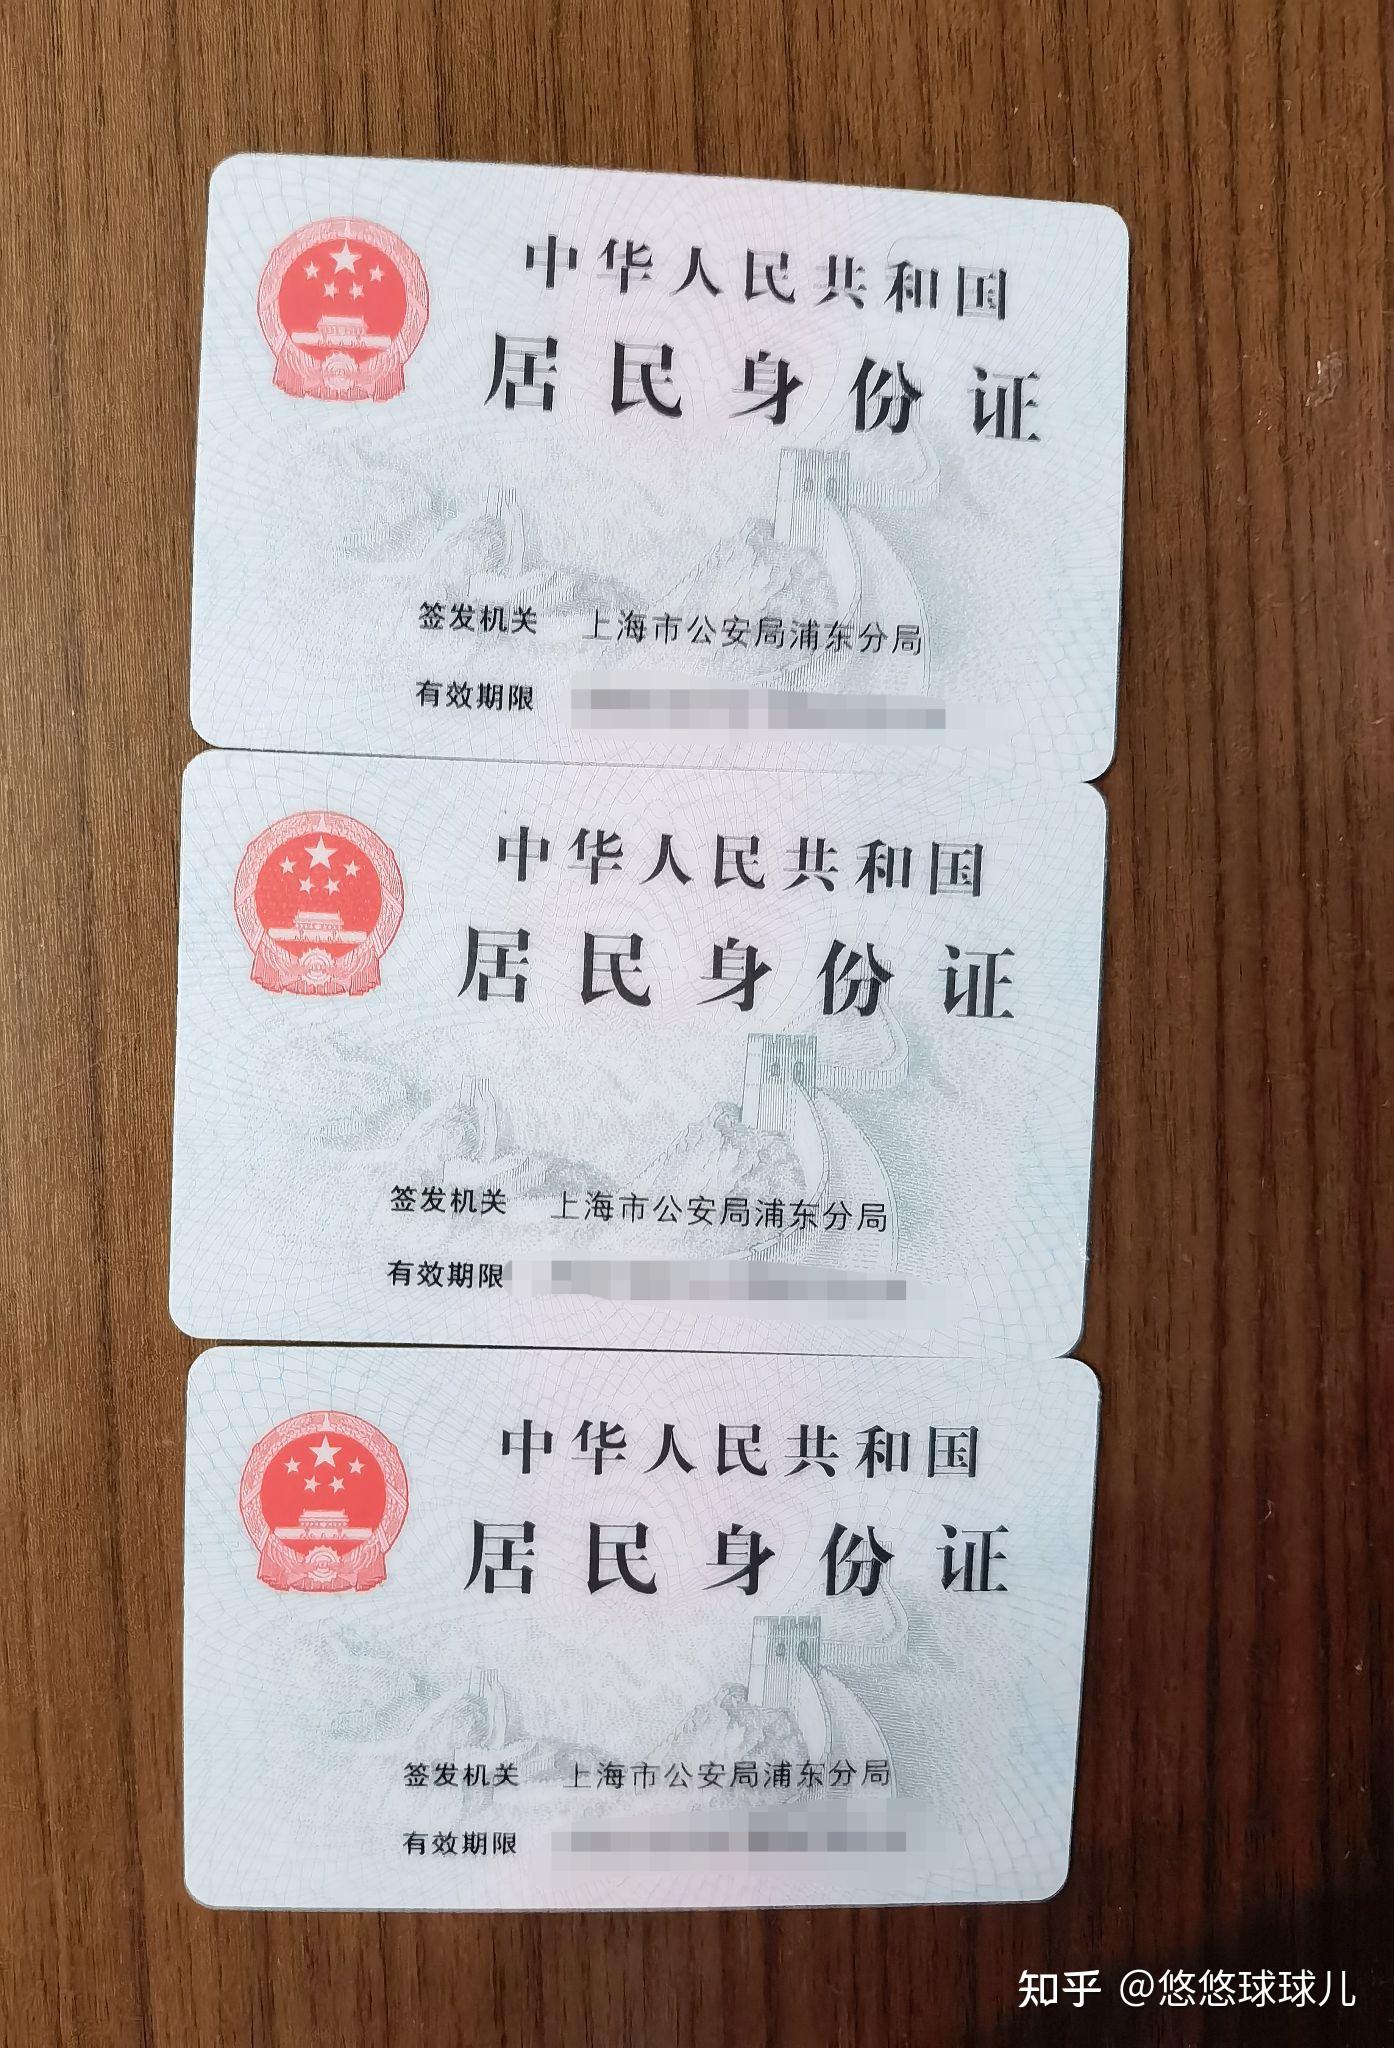 中华人民共和国
居民身份证
签发机关 上海市公安局浦东分局
有效期限
中华人民共和国
居民身份证
签发机关 上海市公安局浦东分局
有效期限
中华人民共和国
居民身份证
签发机关 上海市公安局浦东分局
有效期限
知乎 @悠悠球球儿